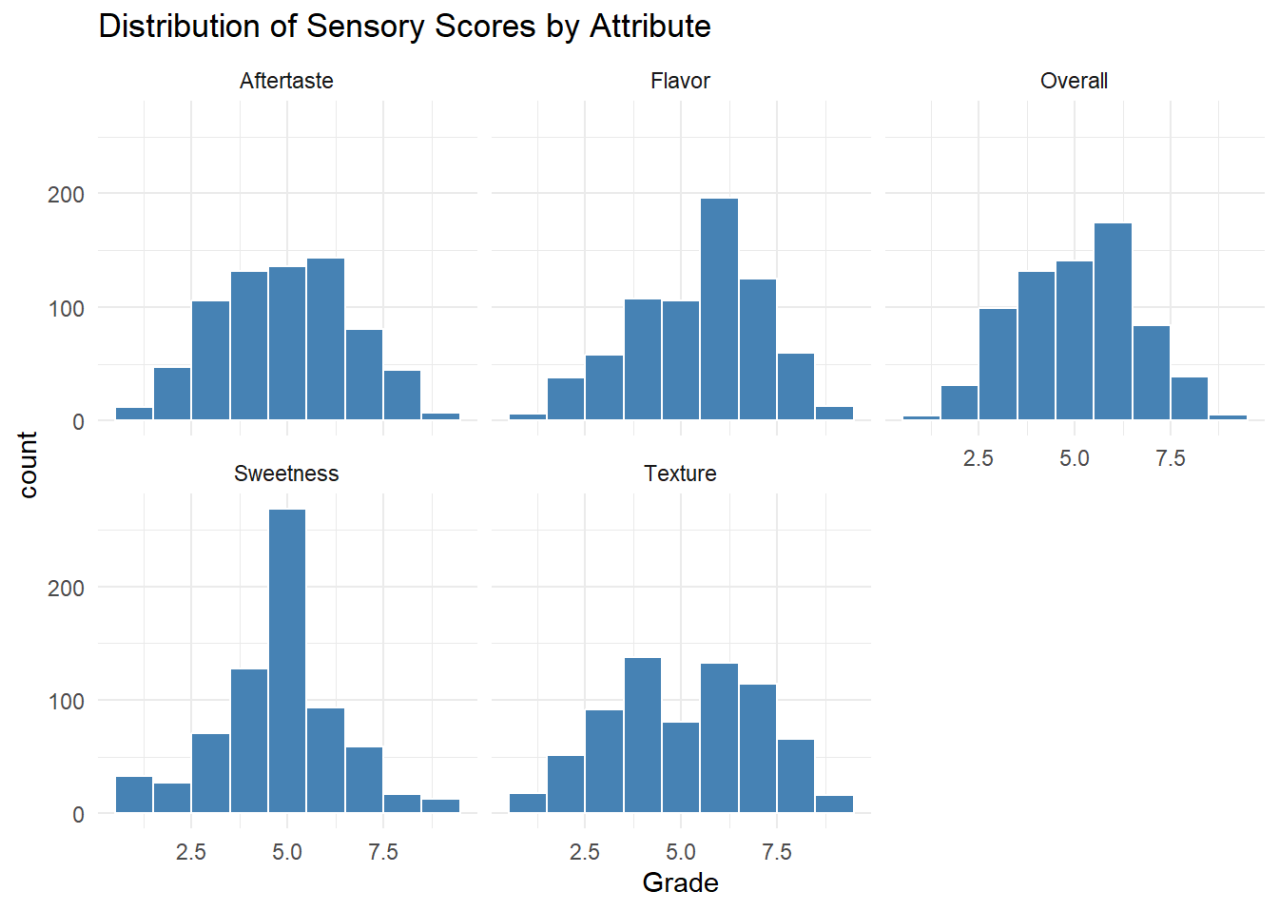 Distribution of Sensory Scores by Attribute
Aftertaste Flavor Overall
200
100
0
2.5 5.0 7.5
count
Sweetness Texture
200
100
0
2.5 5.0 7.5 2.5 5.0 7.5
Grade